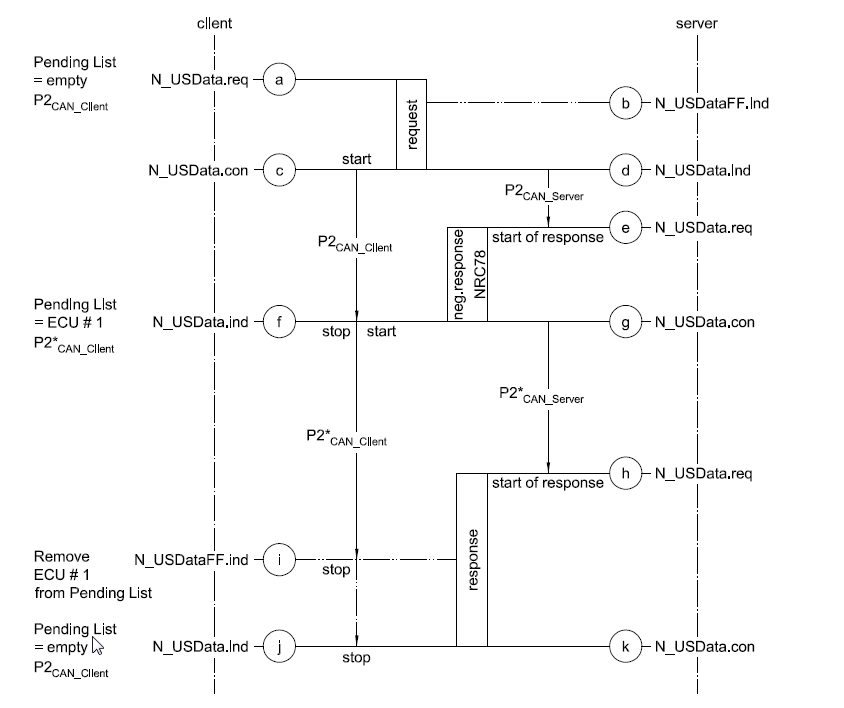 client
server
Pending List
= empty
P2CAN_Client
N_USData.req
a
request
b
N_USDataFF.ind
N_USData.con
c
start
d
N_USData.ind
P2CAN_Server
e
N_USData.req
start of response
P2CAN_Client
neg.response
NRC78
Pending List
= ECU # 1
P2*CAN_Client
N_USData.ind
f
stop
start
g
N_USData.con
P2*CAN_Server
P2*CAN_Client
h
N_USData.req
start of response
response
Remove
ECU # 1
from Pending List
N_USDataFF.ind
i
stop
Pending List
= empty
P2CAN_Client
N_USData.ind
j
stop
k
N_USData.con